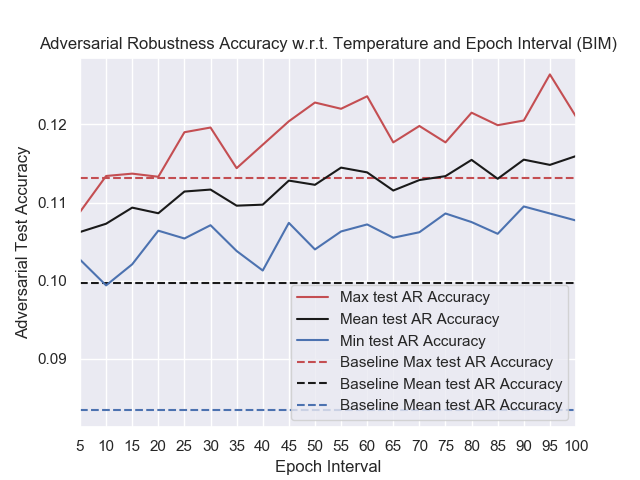 Adversarial Robustness Accuracy w.r.t. Temperature and Epoch Interval (BIM)
Adversarial Test Accuracy
0.12
0.11
0.10
0.09
Max test AR Accuracy
Mean test AR Accuracy
Min test AR Accuracy
Baseline Max test AR Accuracy
Baseline Mean test AR Accuracy
Baseline Mean test AR Accuracy
5 10 15 20 25 30 35 40 45 50 55 60 65 70 75 80 85 90 95 100
Epoch Interval